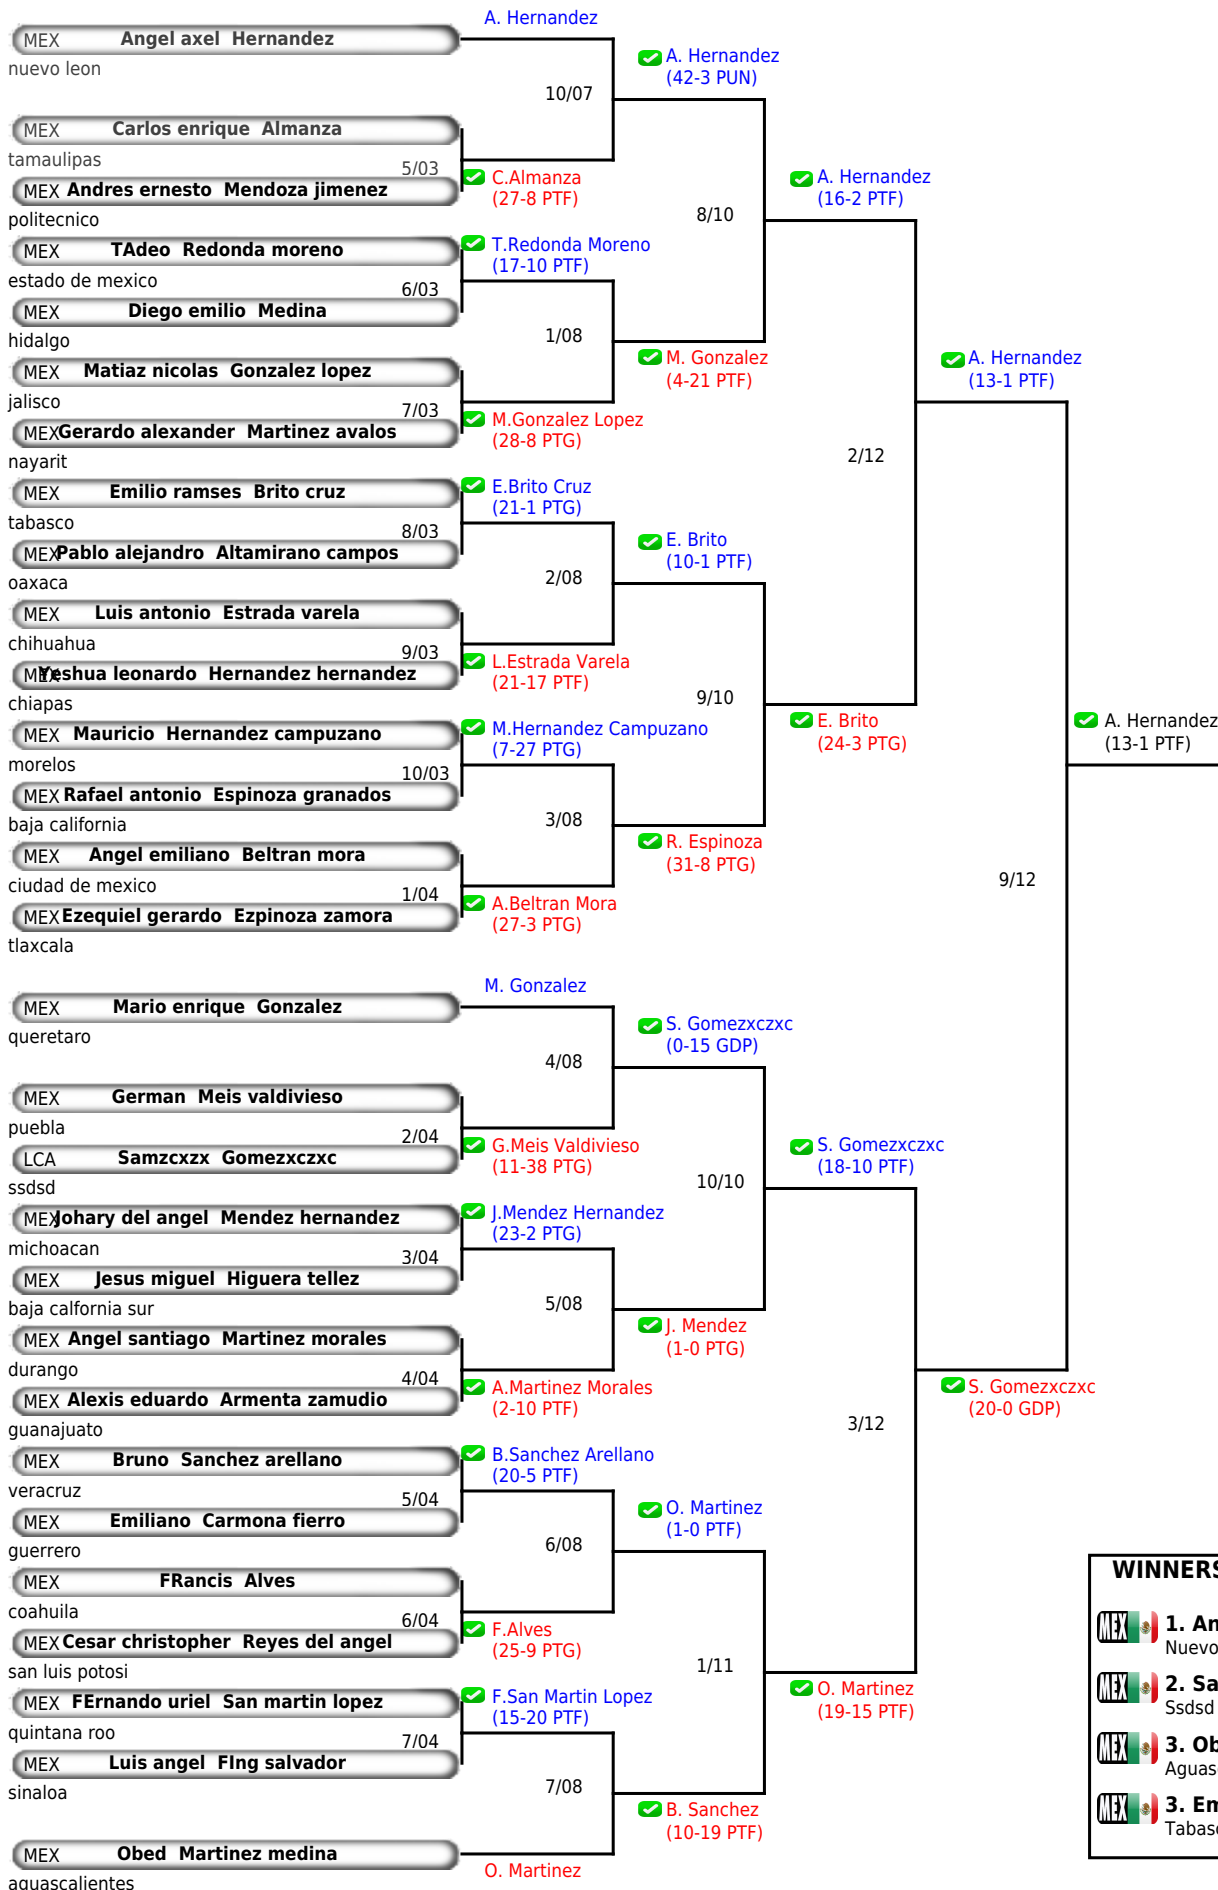 A. Hernandez
MEX Angel axel Hernandez
nuevo leon
10/07
A. Hernandez
(42-3 PUN)
MEX Carlos enrique Almanza
tamaulipas
5/03
MEX Andres ernesto Mendoza jimenez
politecnico
C.Almanza
(27-8 PTF)
8/10
A. Hernandez
(16-2 PTF)
MEX TAdeo Redonda moreno
estado de mexico
T.Redonda Moreno
(17-10 PTF)
6/03
MEX Diego emilio Medina
hidalgo
1/08
M. Gonzalez
(4-21 PTF)
MEX Matiaz nicolas Gonzalez lopez
jalisco
7/03
MEX Gerardo alexander Martinez avalos
nayarit
M.Gonzalez Lopez
(28-8 PTG)
2/12
A. Hernandez
(13-1 PTF)
MEX Emilio ramses Brito cruz
tabasco
E.Brito Cruz
(21-1 PTG)
8/03
MEX Pablo alejandro Altamirano campos
oaxaca
2/08
E. Brito
(10-1 PTF)
MEX Luis antonio Estrada varela
chihuahua
9/03
MEX Yeshua leonardo Hernandez hernandez
chiapas
L.Estrada Varela
(21-17 PTF)
9/10
E. Brito
(24-3 PTG)
A. Hernandez
(13-1 PTF)
MEX Mauricio Hernandez campuzano
morelos
M.Hernandez Campuzano
(7-27 PTG)
10/03
MEX Rafael antonio Espinoza granados
baja california
3/08
R. Espinoza
(31-8 PTG)
MEX Angel emiliano Beltran mora
ciudad de mexico
1/04
MEX Ezequiel gerardo Ezpinoza zamora
tlaxcala
A.Beltran Mora
(27-3 PTG)
9/12
M. Gonzalez
MEX Mario enrique Gonzalez
queretaro
4/08
S. Gomezxczxc
(0-15 GDP)
MEX German Meis valdivieso
puebla
2/04
LCA Samzcxzx Gomezxczxc
ssdsd
G.Meis Valdivieso
(11-38 PTG)
10/10
S. Gomezxczxc
(18-10 PTF)
MEX Johary del angel Mendez hernandez
michoacan
J.Mendez Hernandez
(23-2 PTG)
3/04
MEX Jesus miguel Higuera tellez
baja calfornia sur
5/08
J. Mendez
(1-0 PTG)
MEX Angel santiago Martinez morales
durango
4/04
MEX Alexis eduardo Armenta zamudio
guanajuato
A.Martinez Morales
(2-10 PTF)
3/12
S. Gomezxczxc
(20-0 GDP)
MEX Bruno Sanchez arellano
veracruz
B.Sanchez Arellano
(20-5 PTF)
5/04
MEX Emiliano Carmona fierro
guerrero
6/08
O. Martinez
(1-0 PTF)
MEX FRancis Alves
coahuila
6/04
MEX Cesar christopher Reyes del angel
san luis potosi
F.Alves
(25-9 PTG)
1/11
O. Martinez
(19-15 PTF)
MEX FErnando uriel San martin lopez
quintana roo
F.San Martin Lopez
(15-20 PTF)
7/04
MEX Luis angel FIng salvador
sinaloa
7/08
B. Sanchez
(10-19 PTF)
MEX Obed Martinez medina
aguascalientes
O. Martinez
WINNERS
MEX 1. An
Nuevo
MEX 2. Sa
Ssdsd
MEX 3. Ob
Aguas
MEX 3. Em
Tabas